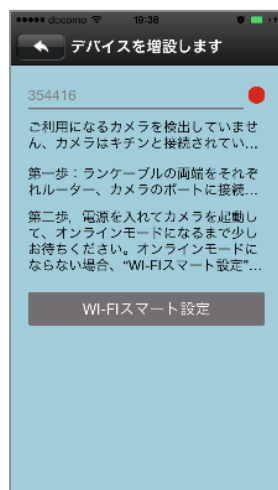 docomo 19:38
デバイスを増設します
354416
ご利用になるカメラを検出していませ
ん、カメラはキチンと接続されてい...
第一歩：ランケーブルの両端をそれぞ
れルーター、カメラのポートに接続...
第二歩，電源を入れてカメラを起動し
て、オンラインモードになるまで少し
お待ちください。オンラインモードに
ならない場合、“WI-FIスマート設定”...
WI-FIスマート設定